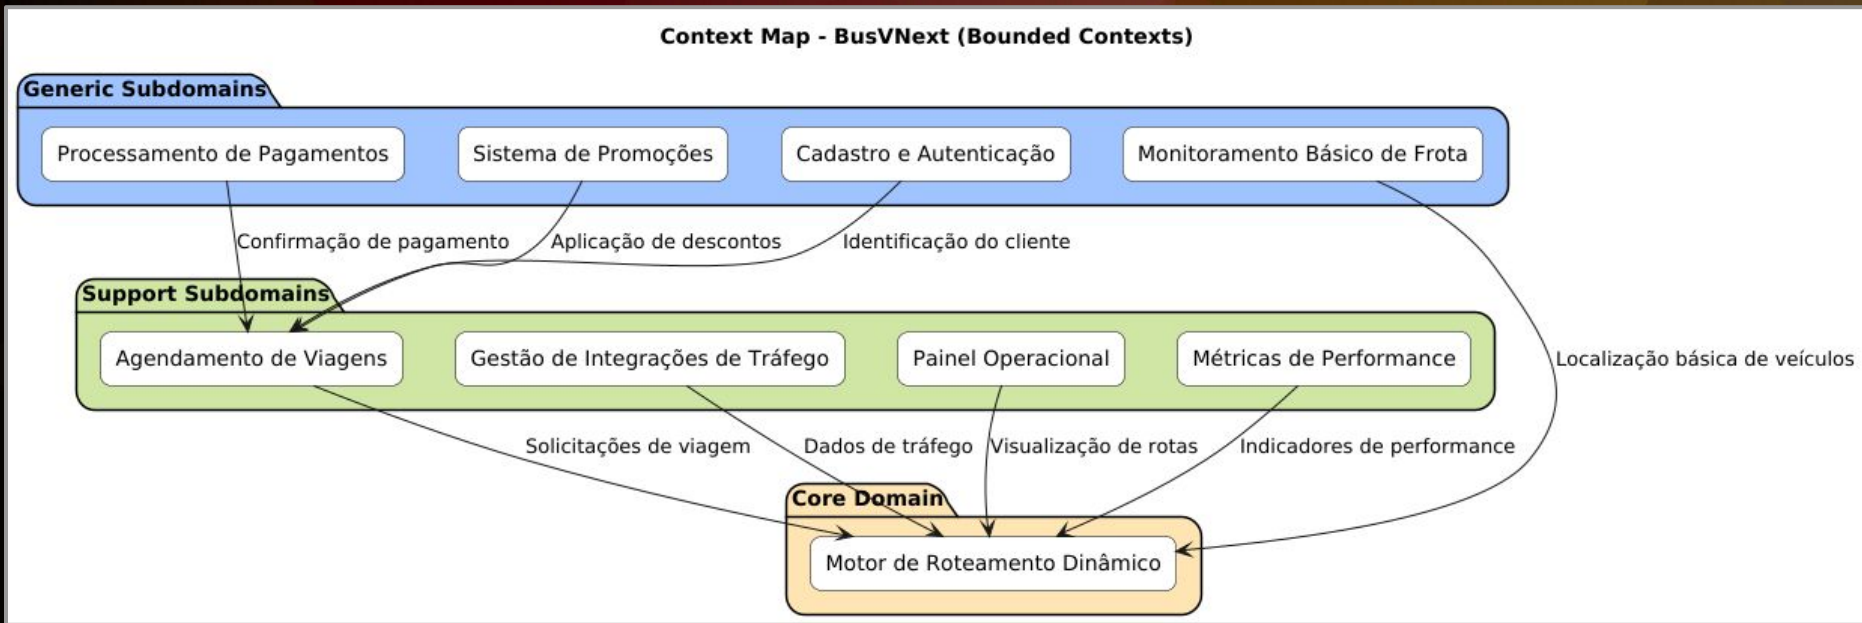 Context Map - BusVNext (Bounded Contexts)
Generic Subdomains
Processamento de Pagamentos
Sistema de Promoções
Cadastro e Autenticação
Monitoramento Básico de Frota
Confirmação de pagamento
Aplicação de descontos
Identificação do cliente
Support Subdomains
Agendamento de Viagens
Gestão de Integrações de Tráfego
Painel Operacional
Métricas de Performance
Localização básica de veículos
Solicitações de viagem
Dados de tráfego
Visualização de rotas
Indicadores de performance
Core Domain
Motor de Roteamento Dinâmico